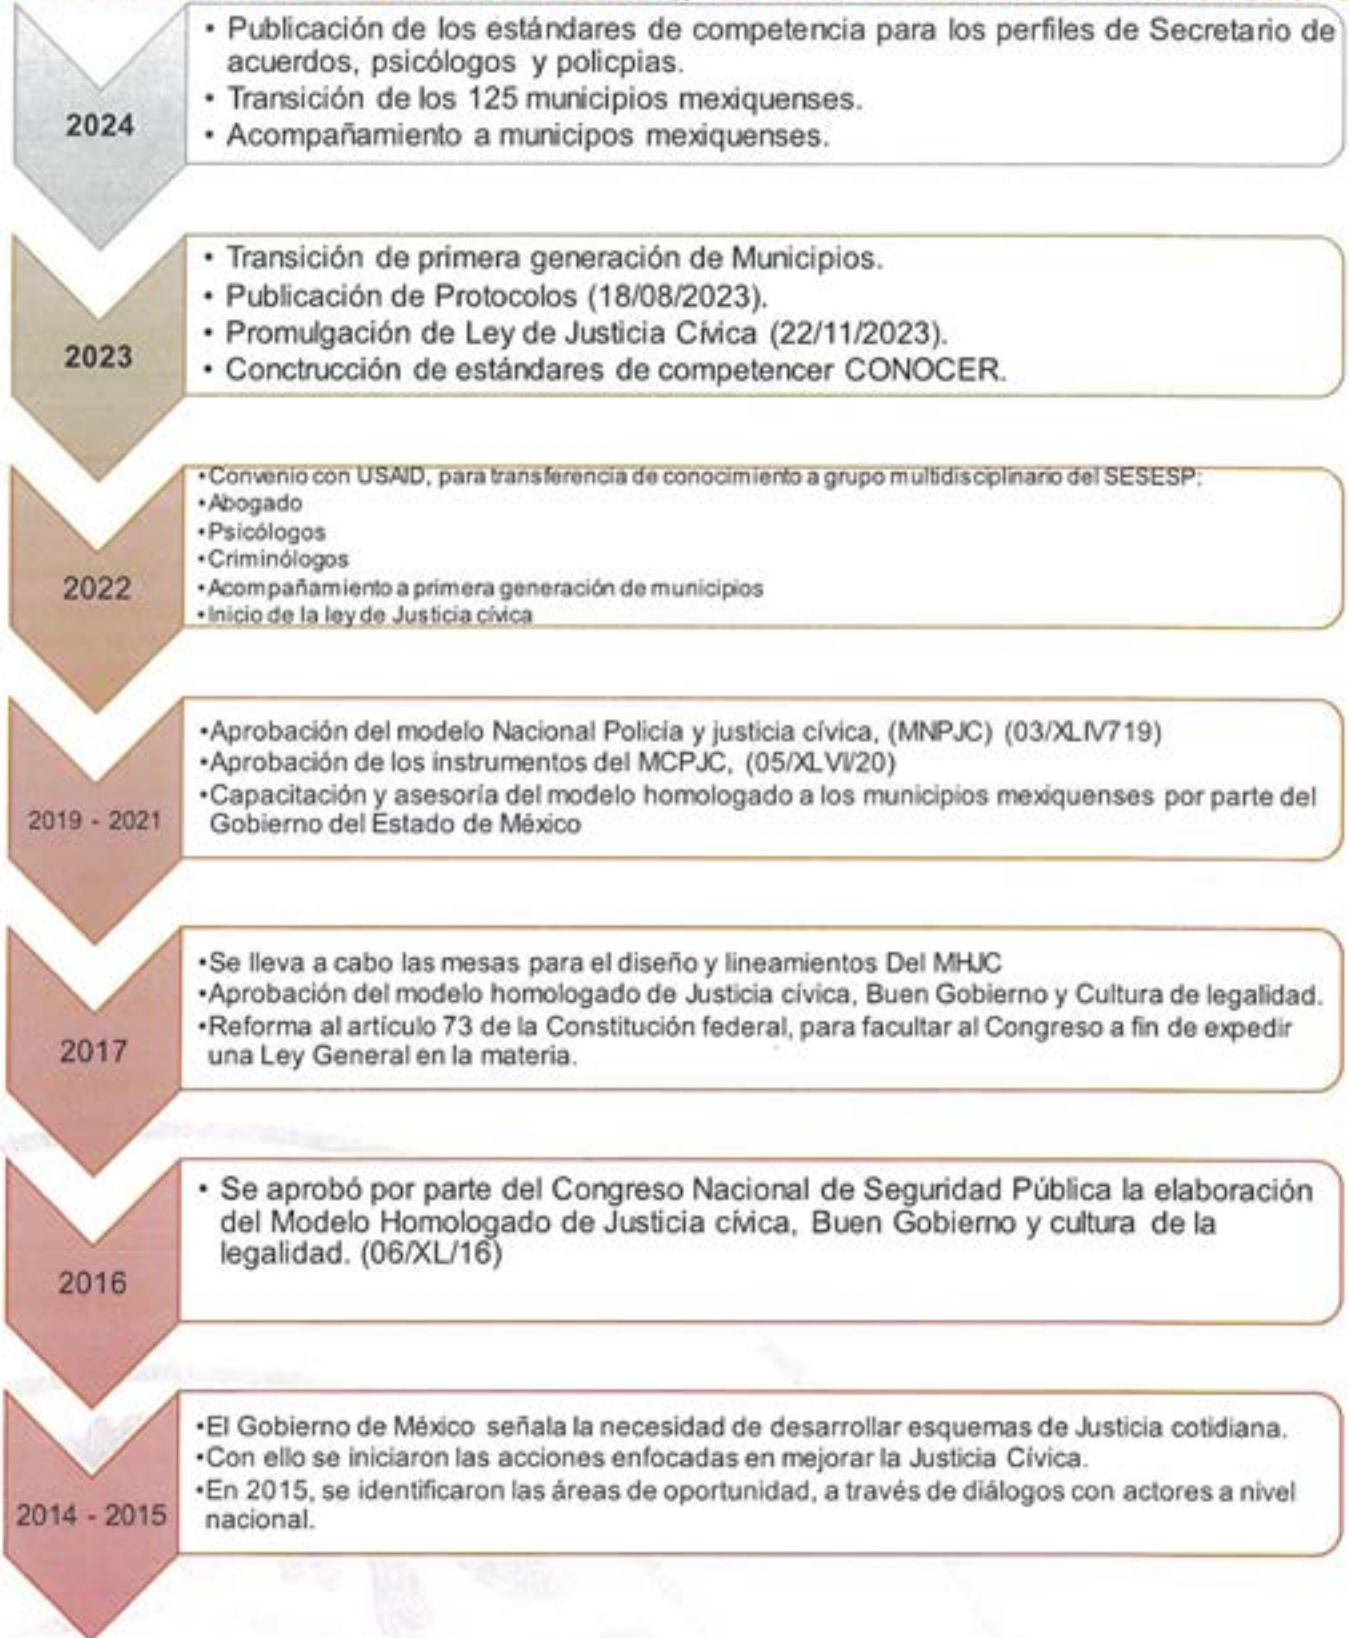 2024
• Publicación de los estándares de competencia para los perfiles de Secretario de
acuerdos, psicólogos y policpias.
• Transición de los 125 municipios mexiquenses.
• Acompañamiento a municipos mexiquenses.
2023
• Transición de primera generación de Municipios.
• Publicación de Protocolos (18/08/2023).
• Promulgación de Ley de Justicia Cívica (22/11/2023).
• Conctrucción de estándares de competencer CONOCER.
2022
•Convenio con USAID, para transferencia de conocimiento a grupo multidisciplinario del SESESP:
•Abogado
•Psicólogos
•Criminólogos
•Acompañamiento a primera generación de municipios
•Inicio de la ley de Justicia cívica
2019 - 2021
•Aprobación del modelo Nacional Policía y justicia cívica, (MNPJC) (03/XLIV719)
•Aprobación de los instrumentos del MCPJC, (05/XLVI/20)
•Capacitación y asesoría del modelo homologado a los municipios mexiquenses por parte del
Gobierno del Estado de México
2017
•Se lleva a cabo las mesas para el diseño y lineamientos Del MHJC
•Aprobación del modelo homologado de Justicia cívica, Buen Gobierno y Cultura de legalidad.
•Reforma al artículo 73 de la Constitución federal, para facultar al Congreso a fin de expedir
una Ley General en la materia.
2016
• Se aprobó por parte del Congreso Nacional de Seguridad Pública la elaboración
del Modelo Homologado de Justicia cívica, Buen Gobierno y cultura de la
legalidad. (06/XL/16)
2014 - 2015
•El Gobierno de México señala la necesidad de desarrollar esquemas de Justicia cotidiana.
•Con ello se iniciaron las acciones enfocadas en mejorar la Justicia Cívica.
•En 2015, se identificaron las áreas de oportunidad, a través de diálogos con actores a nivel
nacional.